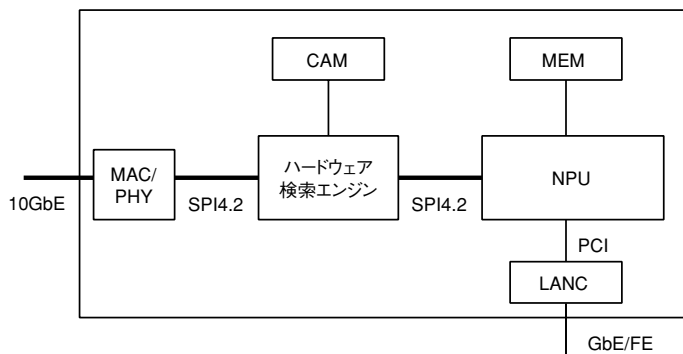 CAM
MEM
10GbE
MAC/
PHY
SPI4.2
ハードウェア
検索エンジン
SPI4.2
NPU
PCI
LANC
GbE/FE